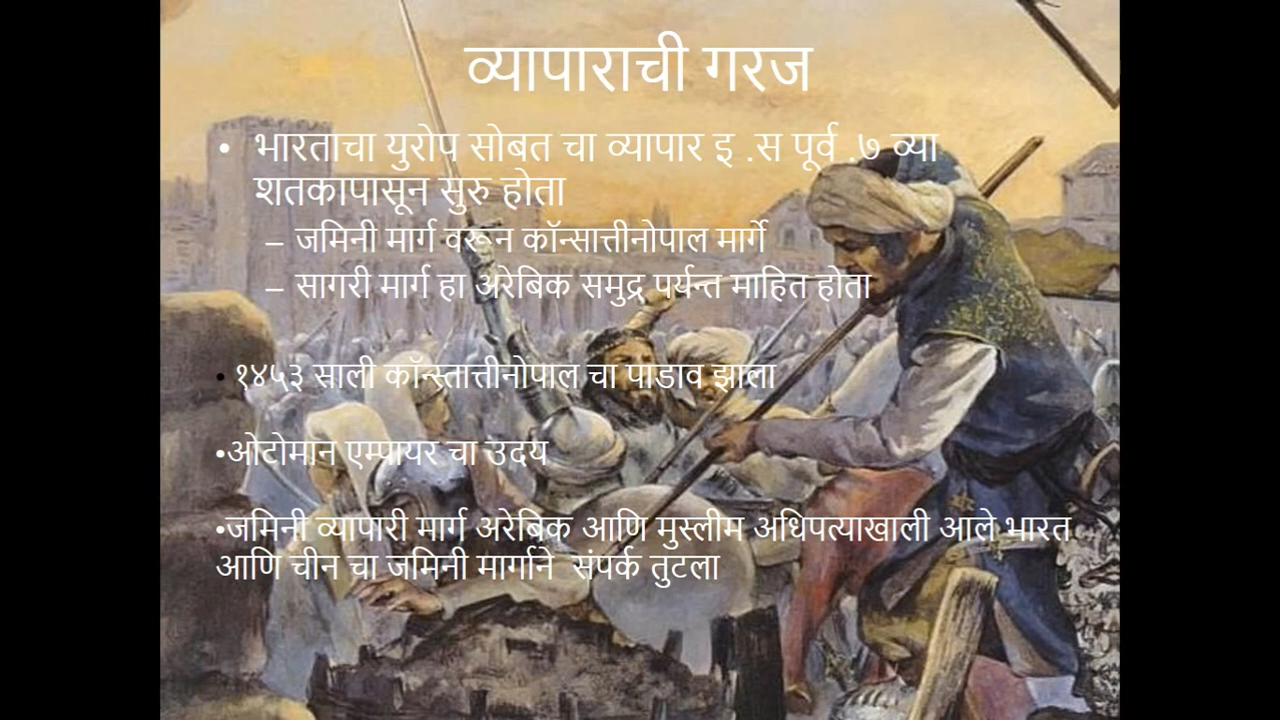 व्यापाराची गरज
• भारताचा युरोप सोबत चा व्यापार इ .स पूर्व .७ व्या
शतकापासून सुरु होता
– जमिनी मार्ग वरून कॉन्सात्तीनोपाल मार्गे
– सागरी मार्ग हा अरेबिक समुद्र पर्यन्त माहित होता
• १४५३ साली कॉन्स्तात्तीनोपाल चा पाडाव झाला
•ओटोमान एम्पायर चा उदय
•जमिनी व्यापारी मार्ग अरेबिक आणि मुस्लीम अधिपत्याखाली आले भारत
आणि चीन चा जमिनी मार्गाने संपर्क तुटला